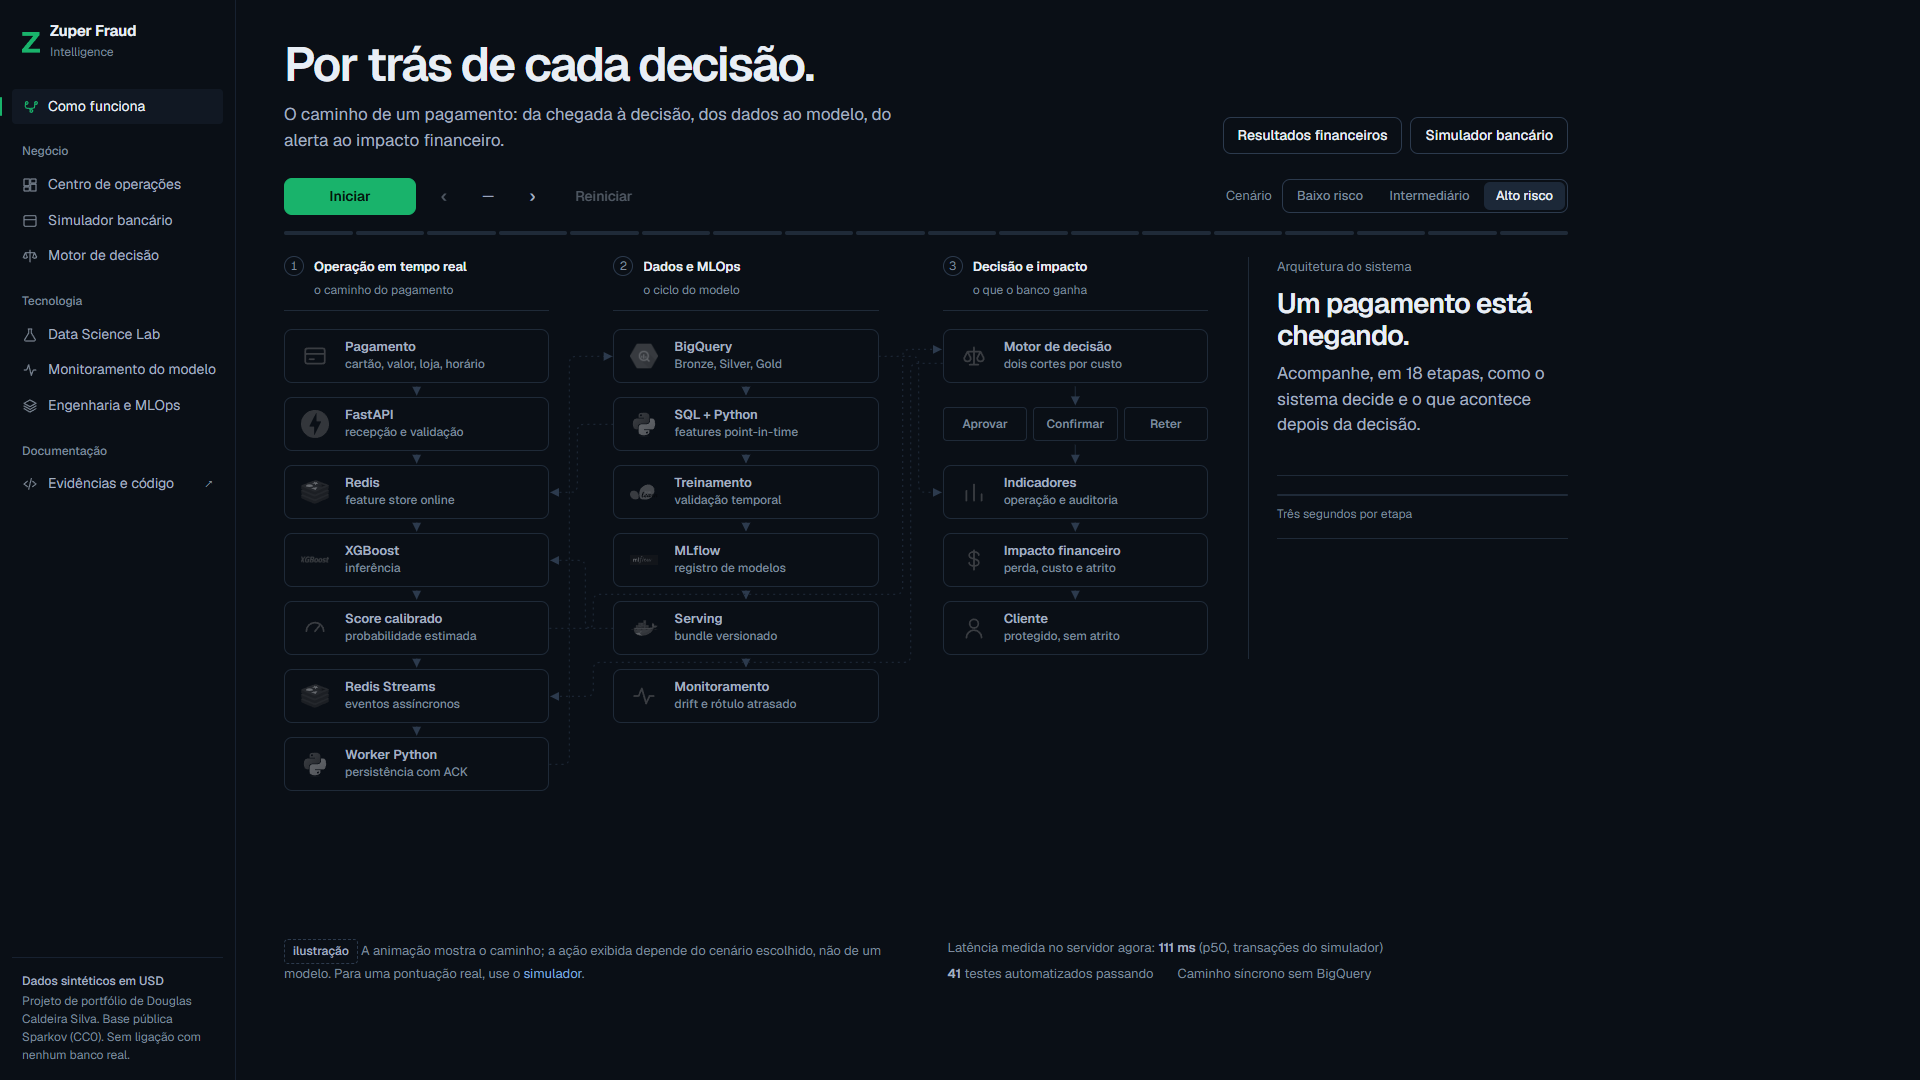 Zuper Fraud
Intelligence
Como funciona
Negócio
Centro de operações
Simulador bancário
Motor de decisão
Tecnologia
Data Science Lab
Monitoramento do modelo
Engenharia e MLOps
Documentação
Evidências e código
Dados sintéticos em USD
Projeto de portfólio de Douglas
Caldeira Silva. Base pública
Sparkov (CC0). Sem ligação com
nenhum banco real.
Por trás de cada decisão.
O caminho de um pagamento: da chegada à decisão, dos dados ao modelo, do
alerta ao impacto financeiro.
Resultados financeiros
Simulador bancário
Iniciar
—
Reiniciar
Cenário
Baixo risco
Intermediário
Alto risco
1 Operação em tempo real
o caminho do pagamento
Pagamento
cartão, valor, loja, horário
FastAPI
recepção e validação
Redis
feature store online
XGBoost
XGBoost
inferência
Score calibrado
probabilidade estimada
Redis Streams
eventos assíncronos
Worker Python
persistência com ACK
2 Dados e MLOps
o ciclo do modelo
BigQuery
Bronze, Silver, Gold
SQL + Python
features point-in-time
Treinamento
validação temporal
MLflow
registro de modelos
Serving
bundle versionado
Monitoramento
drift e rótulo atrasado
3 Decisão e impacto
o que o banco ganha
Motor de decisão
dois cortes por custo
Aprovar
Confirmar
Reter
Indicadores
operação e auditoria
Impacto financeiro
perda, custo e atrito
Cliente
protegido, sem atrito
Arquitetura do sistema
Um pagamento está
chegando.
Acompanhe, em 18 etapas, como o
sistema decide e o que acontece
depois da decisão.
Três segundos por etapa
ilustração A animação mostra o caminho; a ação exibida depende do cenário escolhido, não de um
modelo. Para uma pontuação real, use o simulador.
Latência medida no servidor agora: 111 ms (p50, transações do simulador)
41 testes automatizados passando
Caminho síncrono sem BigQuery